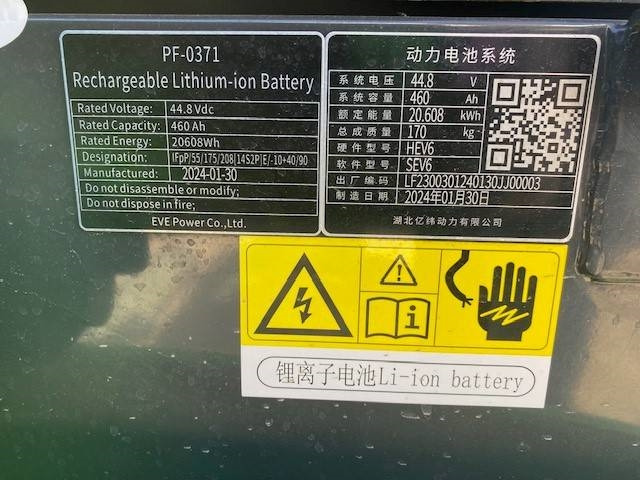 PF-0371
Rechargeable Lithium-ion Battery
Rated Voltage: 44.8 Vdc
Rated Capacity: 460 Ah
Rated Energy: 20608Wh
Designation: IFpP/55/175/208[14S2P]E/-10+40/90
Manufactured: 2024-01-30
Do not disassemble or modify;
Do not dispose in fire;
EVE Power Co., Ltd.
动力电池系统
系统电压 44.8 V
系统容量 460 Ah
额定能量 20.608 kWh
总成质量 170 kg
硬件型号 HEV6
软件型号 SEV6
出厂编码 LF2300301240130JJ00003
制造日期 2024年01月30日
湖北亿纬动力有限公司
锂离子电池Li-ion battery